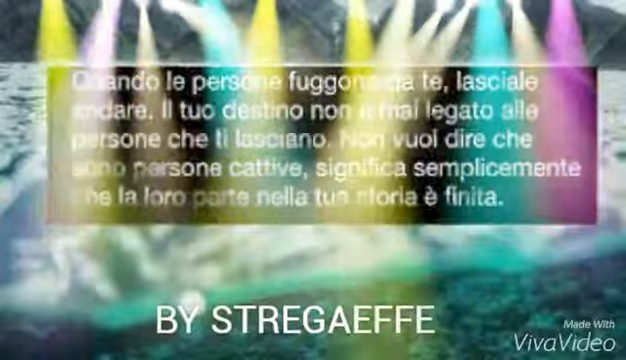 Quando le persone fuggono da te, lasciale
andare. Il tuo destino non è mai legato alle
persone che ti lasciano. Non vuol dire che
sono persone cattive, significa semplicemente
che la loro parte nella tua storia è finita.
BY STREGAEFFE
Made With
VivaVideo